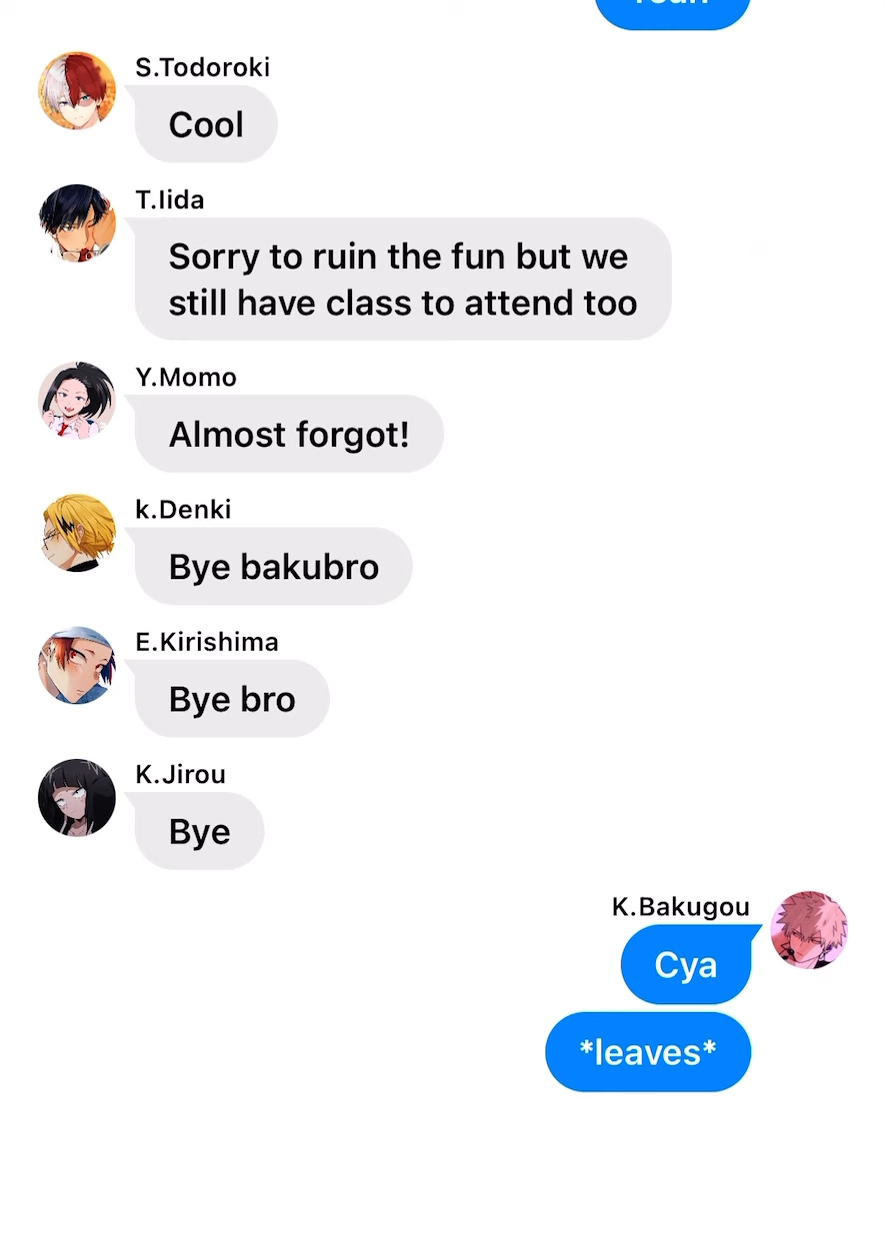 S.Todoroki
Cool
T.Iida
Sorry to ruin the fun but we
still have class to attend too
Y.Momo
Almost forgot!
k.Denki
Bye bakubro
E.Kirishima
Bye bro
K.Jirou
Bye
K.Bakugou
Cya
*leaves*